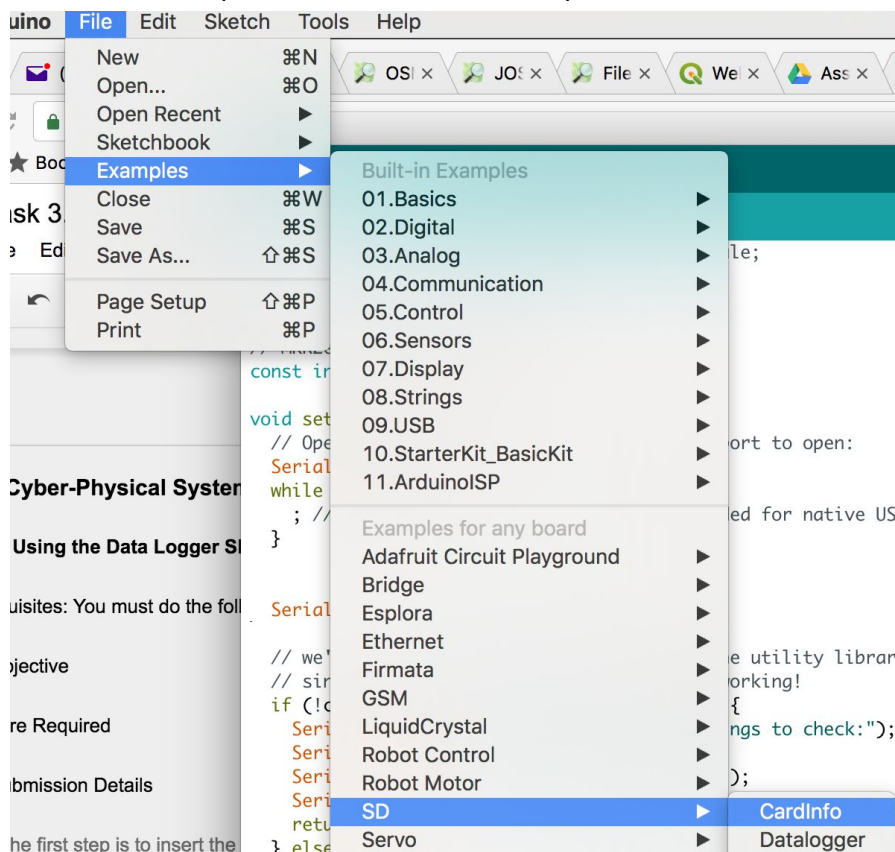 uino File Edit Sketch Tools Help
New ⌘N
Open... ⌘O
Open Recent ▶
Sketchbook ▶
Examples ▶
Close ⌘W
Save ⌘S
Save As... ⇧⌘S
Page Setup ⇧⌘P
Print ⌘P
( OSI × JOS × File × We × Ass ×
★ Boo
ask 3.
e Edi
Cyber-Physical System
Using the Data Logger Sh
uisites: You must do the foll
bjective
re Required
ubmission Details
he first step is to insert the
Built-in Examples
01.Basics ▶
02.Digital ▶
03.Analog ▶
04.Communication ▶
05.Control ▶
06.Sensors ▶
07.Display ▶
08.Strings ▶
09.USB ▶
10.StarterKit_BasicKit ▶
11.ArduinoISP ▶
Examples for any board
Adafruit Circuit Playground ▶
Bridge ▶
Esplora ▶
Ethernet ▶
Firmata ▶
GSM ▶
LiquidCrystal ▶
Robot Control ▶
Robot Motor ▶
SD ▶
Servo ▶
CardInfo
Datalogger
le;
const in
void set
// Ope ort to open:
Serial
while
; // ed for native US
}
Serial
// we' e utility librar
// sin orking!
if (!c {
Seri ngs to check:");
Seri
Seri );
Seri
retu
} else